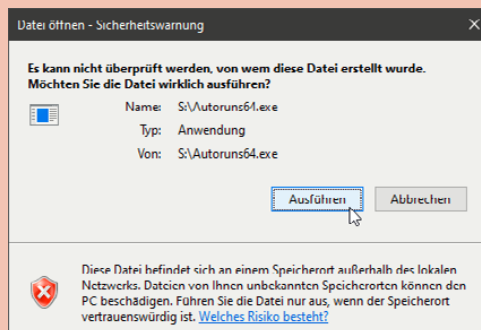 Datei öffnen - Sicherheitswarnung
Es kann nicht überprüft werden, von wem diese Datei erstellt wurde.
Möchten Sie die Datei wirklich ausführen?
Name: S:\Autoruns64.exe
Typ: Anwendung
Von: S:\Autoruns64.exe
Ausführen Abbrechen
Diese Datei befindet sich an einem Speicherort außerhalb des lokalen
Netzwerks. Dateien von Ihnen unbekannten Speicherorten können den
PC beschädigen. Führen Sie die Datei nur aus, wenn der Speicherort
vertrauenswürdig ist. Welches Risiko besteht?